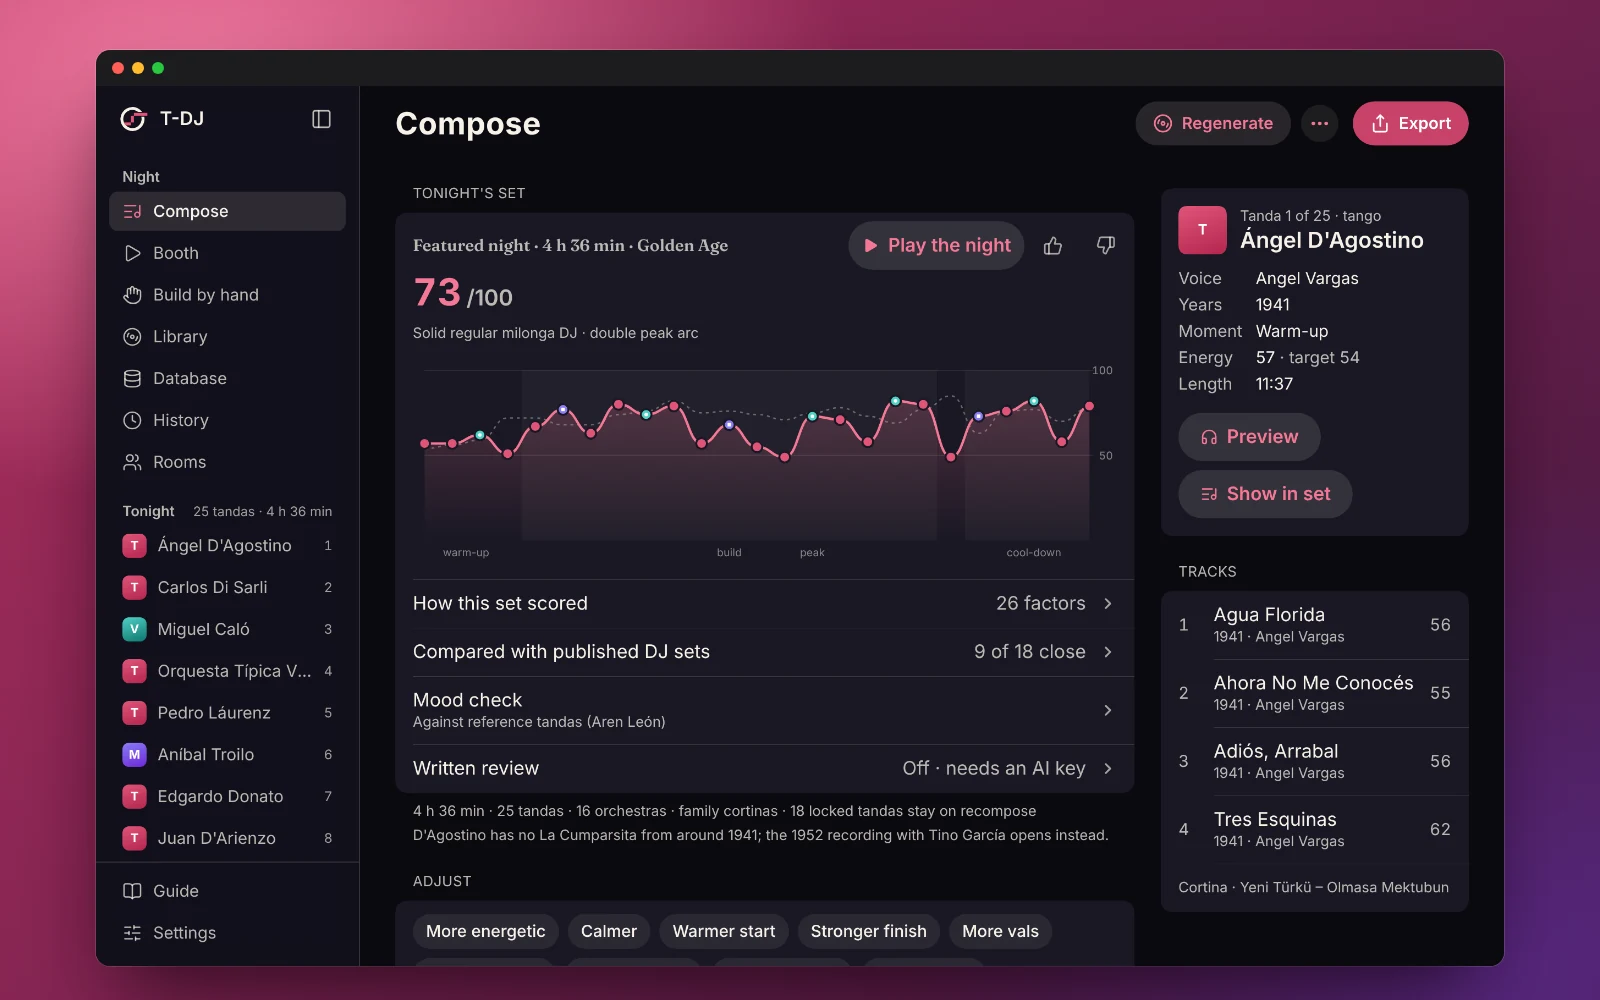 T-DJ
Night
Compose
Booth
Build by hand
Library
Database
History
Rooms
Tonight 25 tandas · 4 h 36 min
T Ángel D'Agostino 1
T Carlos Di Sarli 2
V Miguel Caló 3
T Orquesta Típica V... 4
T Pedro Láurenz 5
M Aníbal Troilo 6
T Edgardo Donato 7
T Juan D'Arienzo 8
Guide
Settings
Compose
Regenerate
Export
TONIGHT'S SET
Featured night · 4 h 36 min · Golden Age
Play the night
73 /100
Solid regular milonga DJ · double peak arc
100
50
warm-up build peak cool-down
How this set scored 26 factors
Compared with published DJ sets 9 of 18 close
Mood check
Against reference tandas (Aren León)
Written review Off · needs an AI key
4 h 36 min · 25 tandas · 16 orchestras · family cortinas · 18 locked tandas stay on recompose
D'Agostino has no La Cumparsita from around 1941; the 1952 recording with Tino García opens instead.
ADJUST
More energetic Calmer Warmer start Stronger finish More vals
T
Tanda 1 of 25 · tango
Ángel D'Agostino
Voice Angel Vargas
Years 1941
Moment Warm-up
Energy 57 · target 54
Length 11:37
Preview
Show in set
TRACKS
1 Agua Florida 56
1941 · Angel Vargas
2 Ahora No Me Conocés 55
1941 · Angel Vargas
3 Adiós, Arrabal 56
1941 · Angel Vargas
4 Tres Esquinas 62
1941 · Angel Vargas
Cortina · Yeni Türkü – Olmasa Mektubun